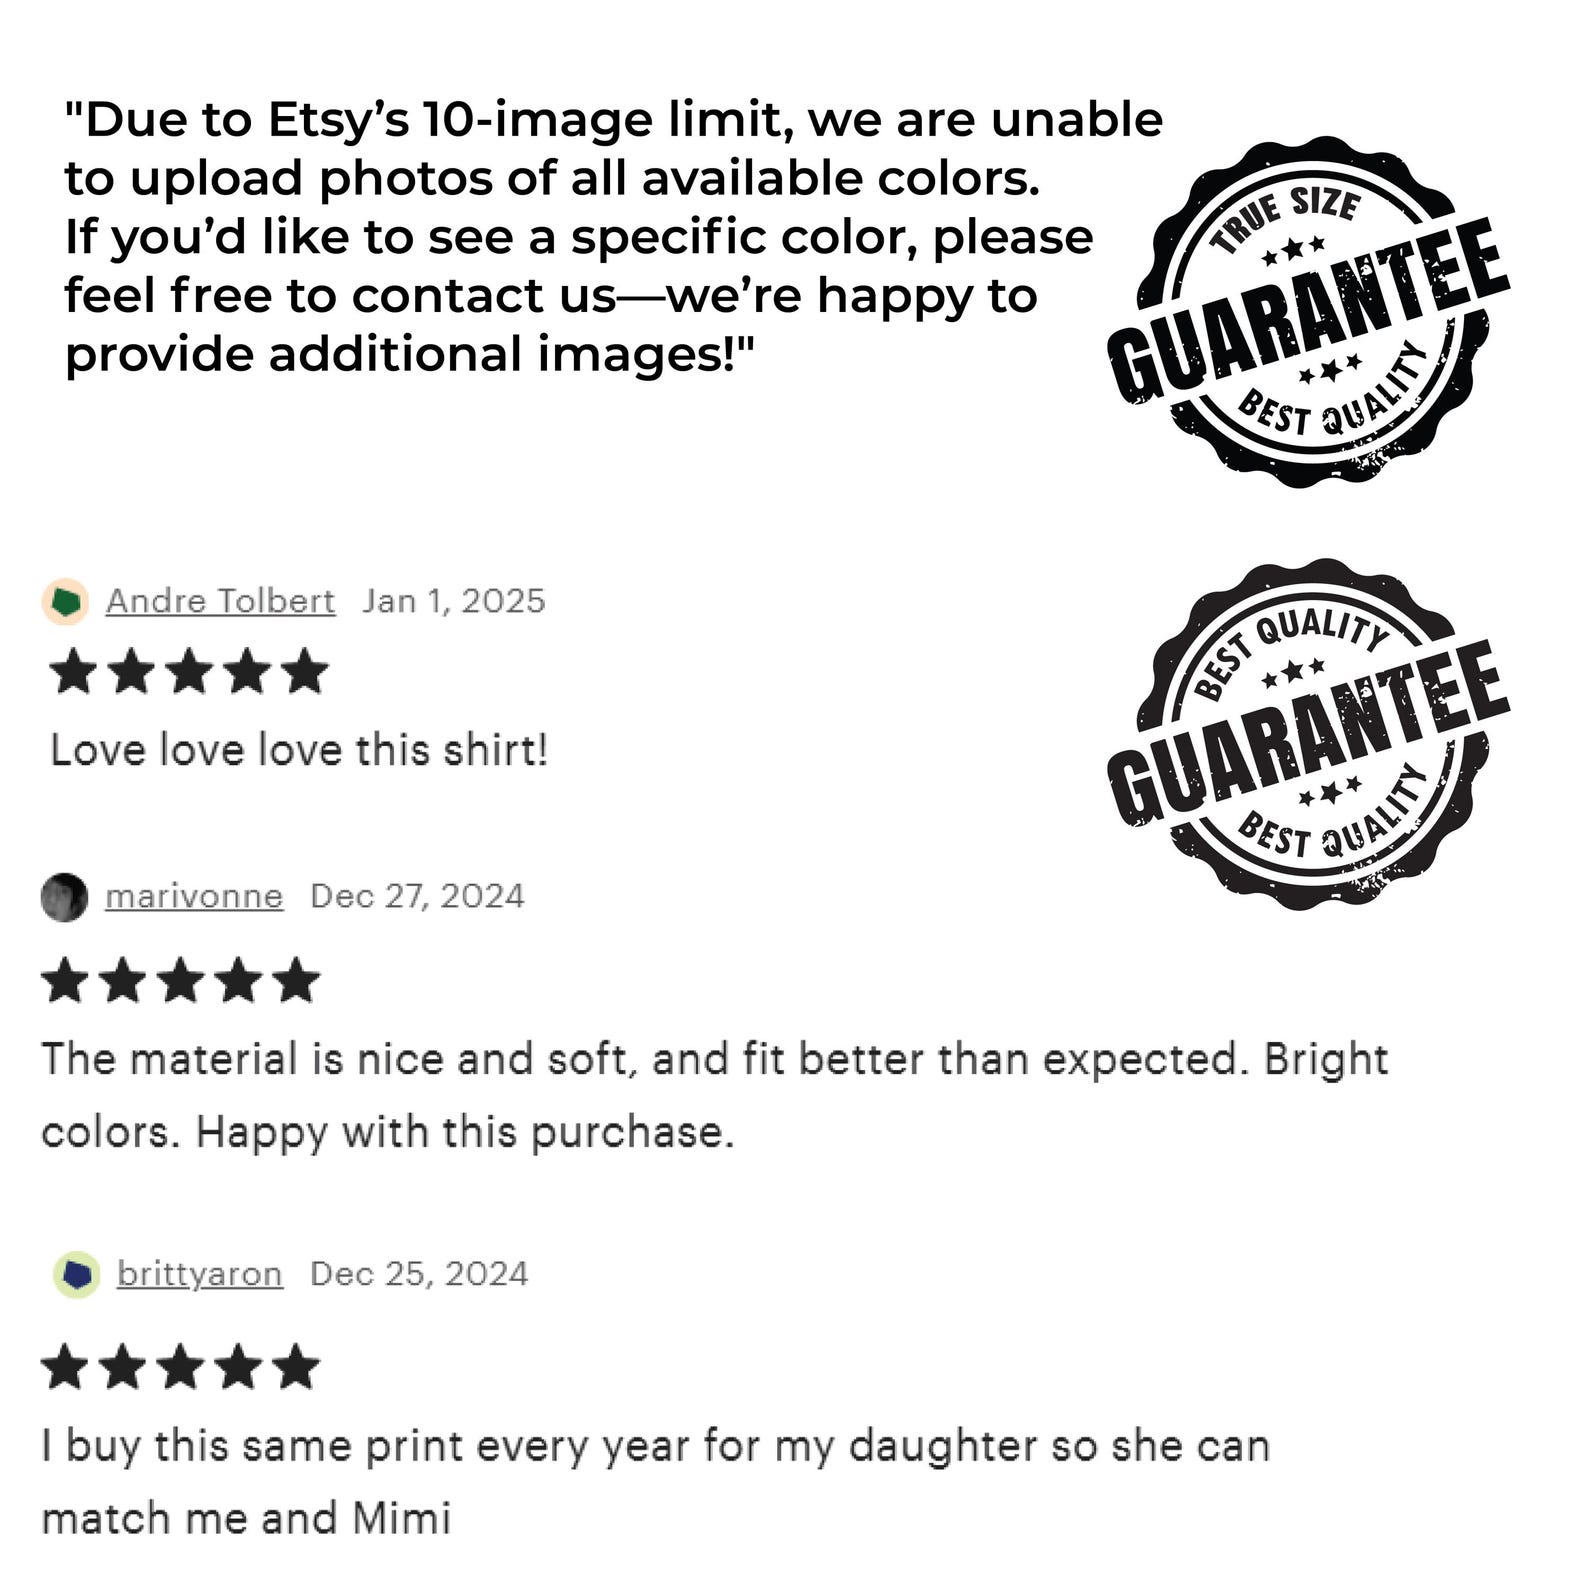 "Due to Etsy’s 10-image limit, we are unable
to upload photos of all available colors.
If you’d like to see a specific color, please
feel free to contact us—we’re happy to
provide additional images!"
TRUE SIZE
GUARANTEE
BEST QUALITY
Andre Tolbert Jan 1, 2025
Love love love this shirt!
BEST QUALITY
GUARANTEE
BEST QUALITY
marivonne Dec 27, 2024
The material is nice and soft, and fit better than expected. Bright
colors. Happy with this purchase.
brittyaron Dec 25, 2024
I buy this same print every year for my daughter so she can
match me and Mimi